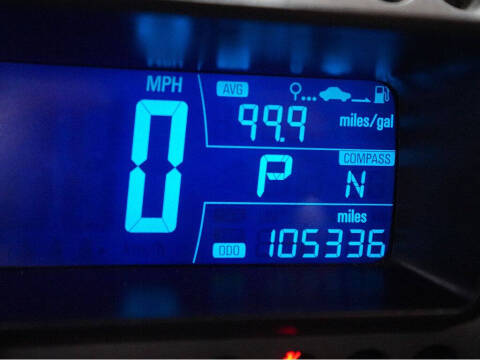 MPH
0
AVG
99.9 miles/gal
COMPASS
P N
miles
ODO 105336